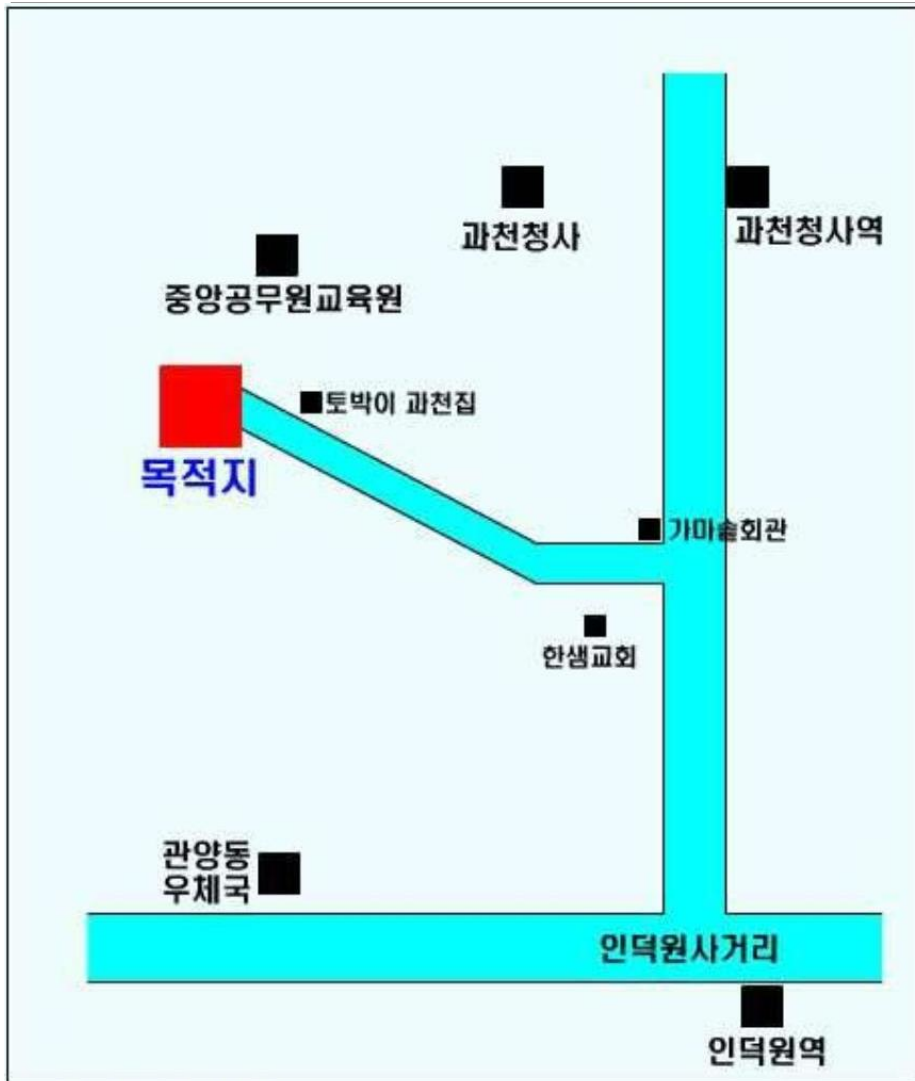 과천청사
과천청사역
중앙공무원교육원
토박이 과천집
목적지
가마솥회관
한샘교회
관양동
우체국
인덕원사거리
인덕원역